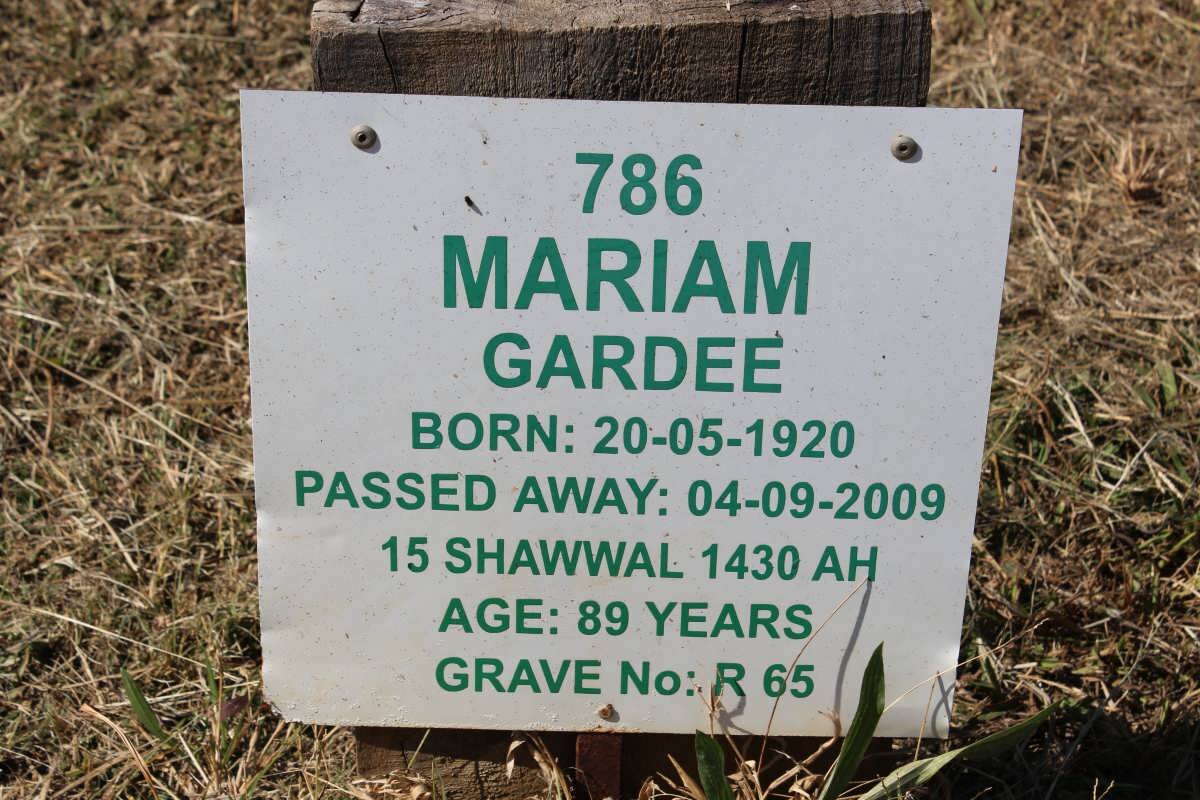 786
MARIAM
GARDEE
BORN: 20-05-1920
PASSED AWAY: 04-09-2009
15 SHAWWAL 1430 AH
AGE: 89 YEARS
GRAVE No: R 65